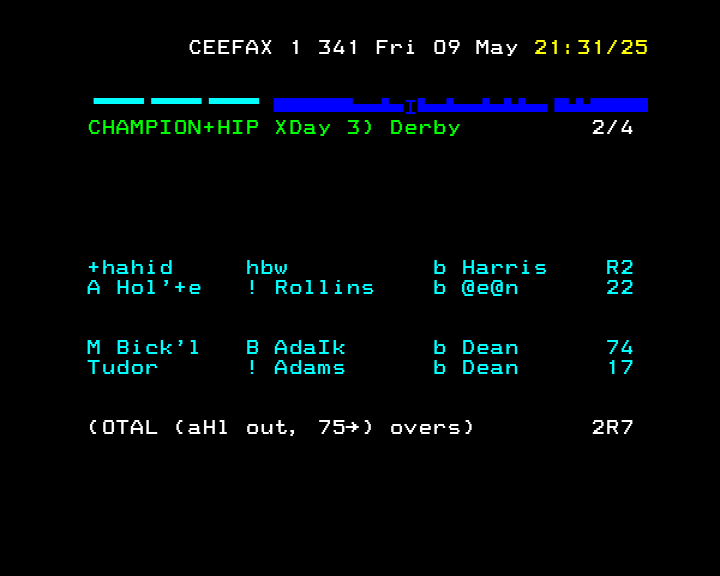 CEEFAX 1 341 Fri 09 May 21:31/25
CHAMPION+HIP XDay 3) Derby 2/4
+hahid hbw b Harris R2
A Hol'+e ! Rollins b @e@n 22
M Bick'l B AdaIk b Dean 74
Tudor ! Adams b Dean 17
(OTAL (aHl out, 75→) overs) 2R7